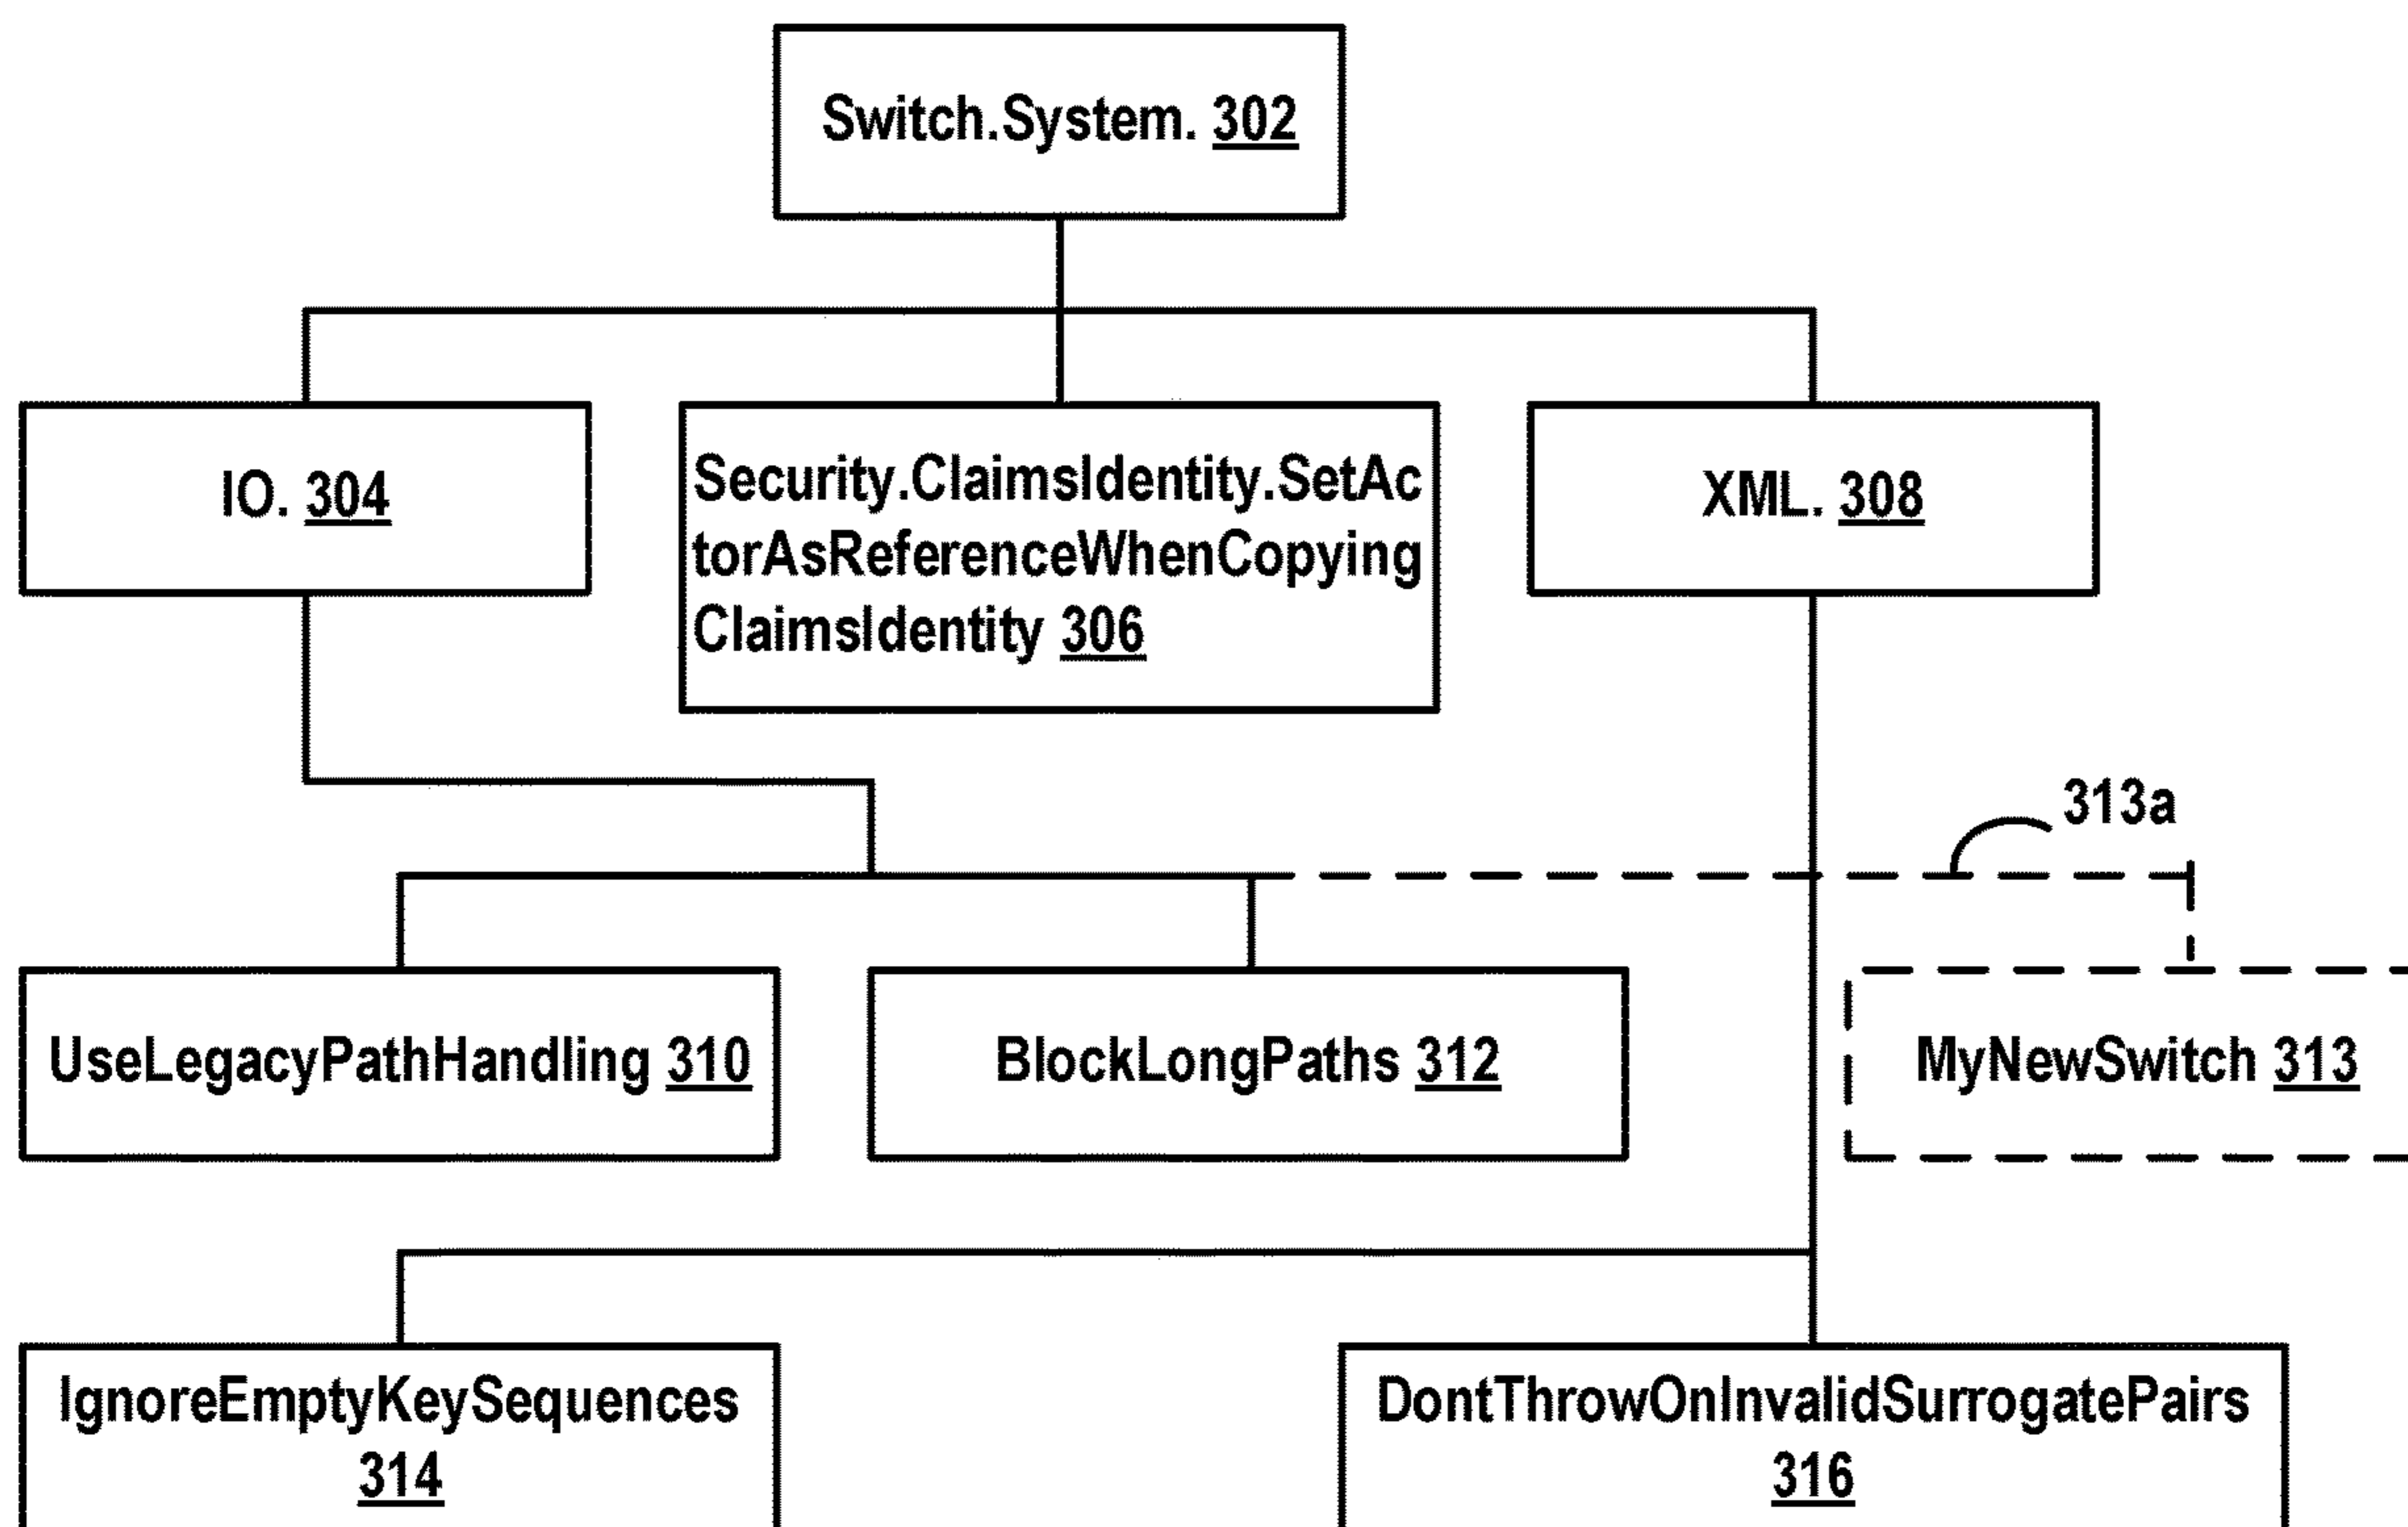 Switch.System. 302
IO. 304
Security.ClaimsIdentity.SetAc
torAsReferenceWhenCopying
ClaimsIdentity 306
XML. 308
313a
UseLegacyPathHandling 310
BlockLongPaths 312
MyNewSwitch 313
IgnoreEmptyKeySequences
314
DontThrowOnInvalidSurrogatePairs
316